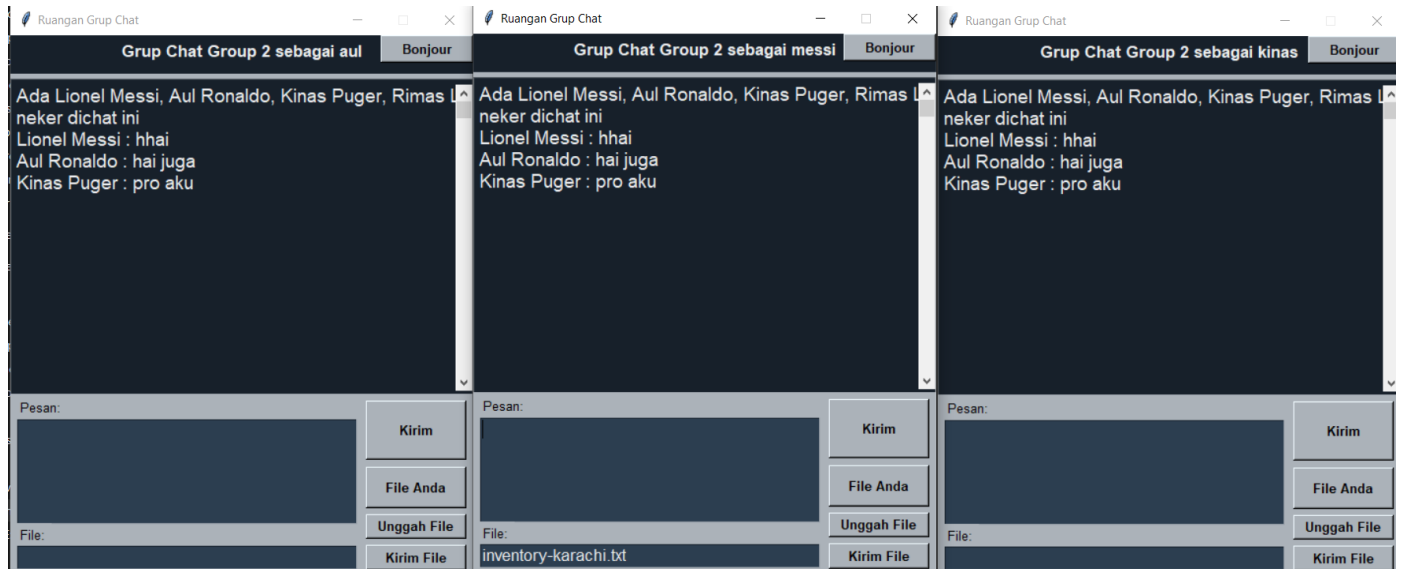 Ruangan Grup Chat
Grup Chat Group 2 sebagai aul
Bonjour
Ada Lionel Messi, Aul Ronaldo, Kinas Puger, Rimas L
neker dichat ini
Lionel Messi : hhai
Aul Ronaldo : hai juga
Kinas Puger : pro aku
Pesan:
Kirim
File Anda
Unggah File
File:
Kirim File
Ruangan Grup Chat
Grup Chat Group 2 sebagai messi
Bonjour
Ada Lionel Messi, Aul Ronaldo, Kinas Puger, Rimas L
neker dichat ini
Lionel Messi : hhai
Aul Ronaldo : hai juga
Kinas Puger : pro aku
Pesan:
Kirim
File Anda
Unggah File
File:
inventory-karachi.txt
Kirim File
Ruangan Grup Chat
Grup Chat Group 2 sebagai kinas
Bonjour
Ada Lionel Messi, Aul Ronaldo, Kinas Puger, Rimas L
neker dichat ini
Lionel Messi : hhai
Aul Ronaldo : hai juga
Kinas Puger : pro aku
Pesan:
Kirim
File Anda
Unggah File
File:
Kirim File